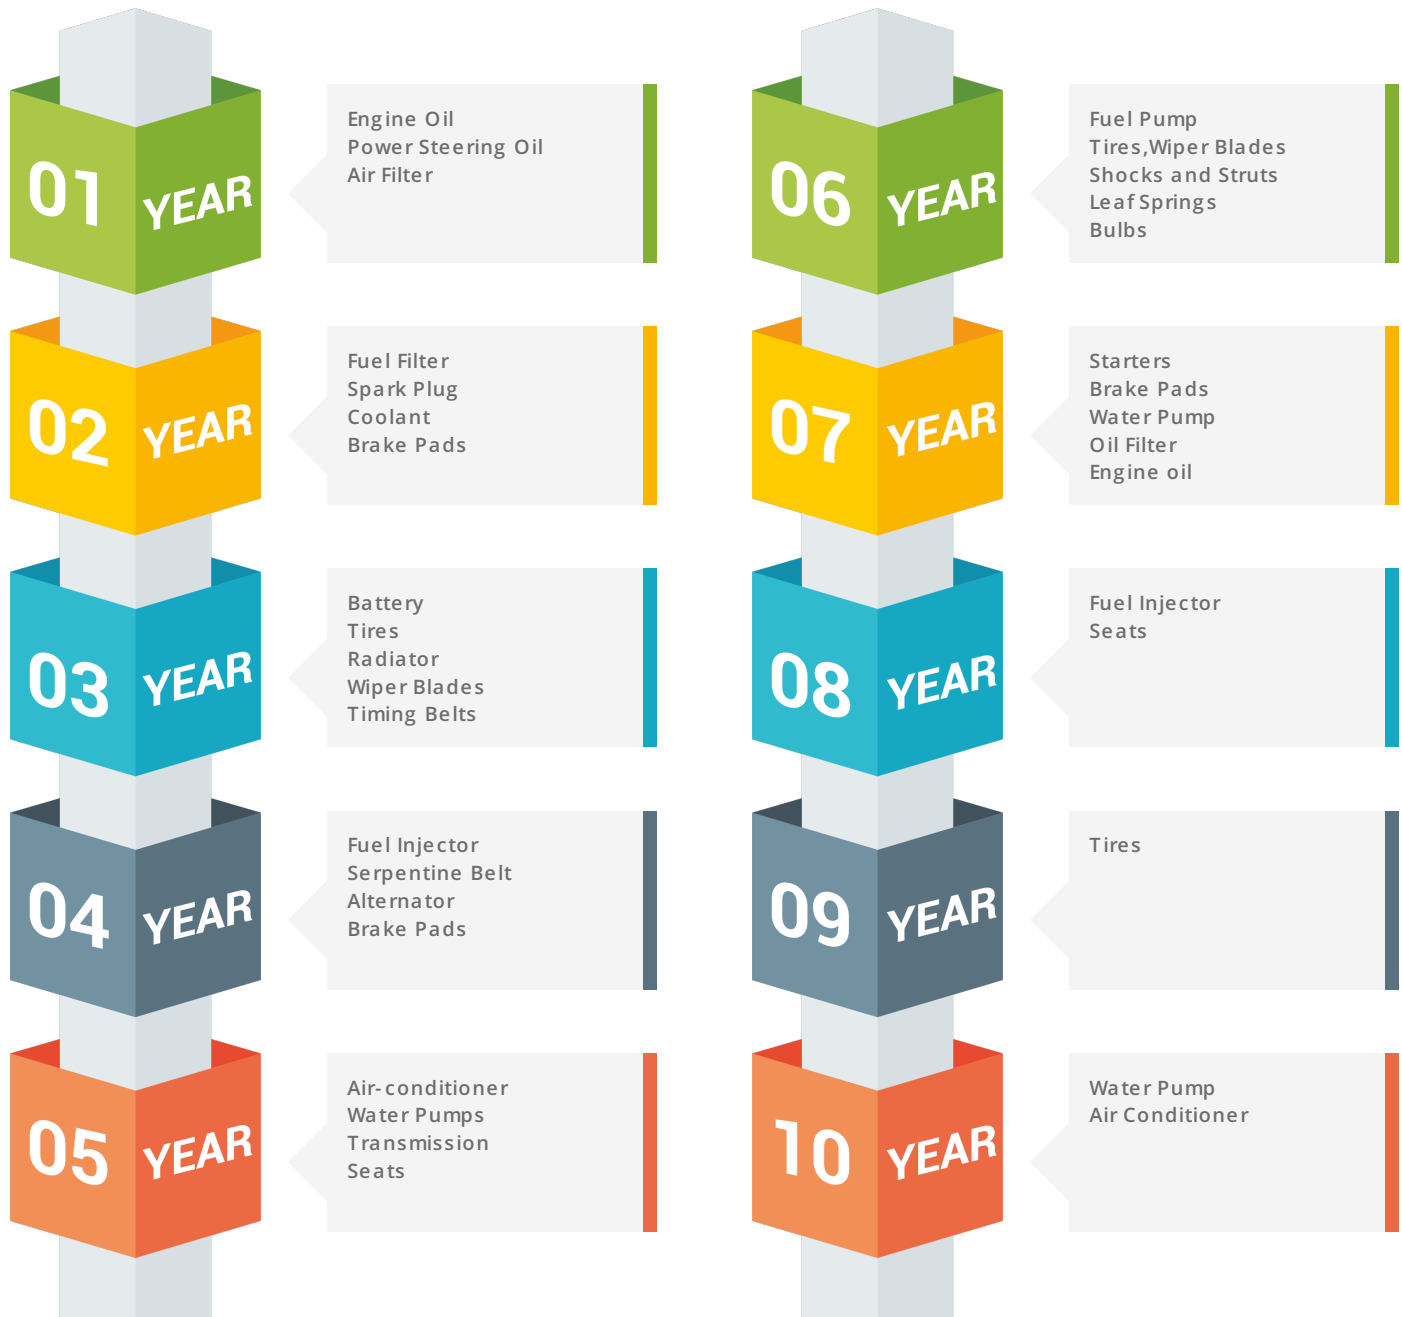 01 YEAR
Engine Oil
Power Steering Oil
Air Filter
02 YEAR
Fuel Filter
Spark Plug
Coolant
Brake Pads
03 YEAR
Battery
Tires
Radiator
Wiper Blades
Timing Belts
04 YEAR
Fuel Injector
Serpentine Belt
Alternator
Brake Pads
05 YEAR
Air-conditioner
Water Pumps
Transmission
Seats
06 YEAR
Fuel Pump
Tires,Wiper Blades
Shocks and Struts
Leaf Springs
Bulbs
07 YEAR
Starters
Brake Pads
Water Pump
Oil Filter
Engine oil
08 YEAR
Fuel Injector
Seats
09 YEAR
Tires
10 YEAR
Water Pump
Air Conditioner